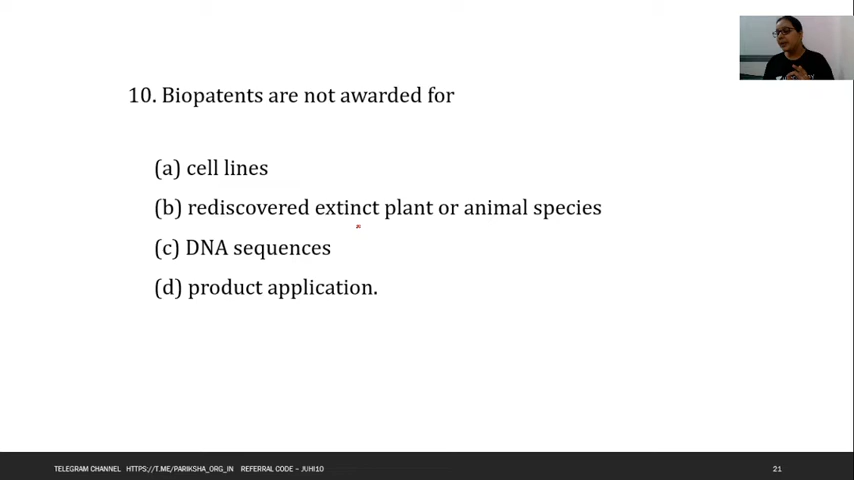 10. Biopatents are not awarded for
(a) cell lines
(b) rediscovered extinct plant or animal species
(c) DNA sequences
(d) product application.
TELEGRAM CHANNEL HTTPS://T.ME/PARIKSHA_ORG_IN REFERRAL CODE – JUHI10
21